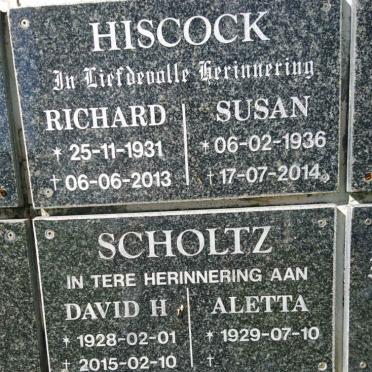 HISCOCK
In Liefdevolle Herinnering
RICHARD SUSAN
* 25-11-1931 * 06-02-1936
† 06-06-2013 † 17-07-2014
SCHOLTZ
IN TERE HERINNERING AAN
DAVID H ALETTA
* 1928-02-01 * 1929-07-10
† 2015-02-10 †